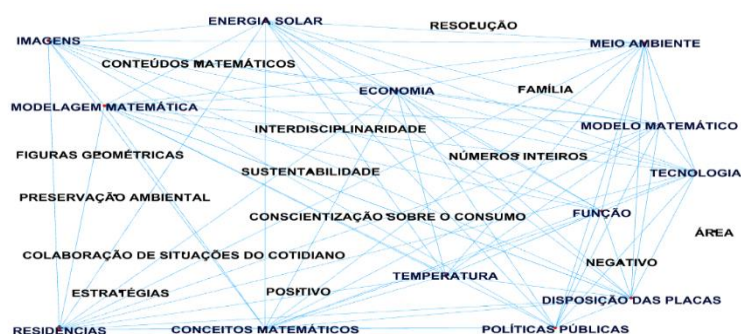 ENERGIA SOLAR
RESOLUÇÃO
IMAGENS
MEIO AMBIENTE
CONTEÚDOS MATEMÁTICOS
ECONOMIA
FAMÍLIA
MODELAGEM MATEMÁTICA
INTERDISCIPLINARIDADE
MODELO MATEMÁTICO
FIGURAS GEOMÉTRICAS
NÚMEROS INTEIROS
SUSTENTABILIDADE
TECNOLOGIA
PRESERVAÇÃO AMBIENTAL
CONSCIENTIZAÇÃO SOBRE O CONSUMO
FUNÇÃO
ÁREA
COLABORAÇÃO DE SITUAÇÕES DO COTIDIANO
NEGATIVO
TEMPERATURA
ESTRATÉGIAS
POSITIVO
DISPOSIÇÃO DAS PLACAS
RESIDÊNCIAS
CONCEITOS MATEMÁTICOS
POLÍTICAS PÚBLICAS